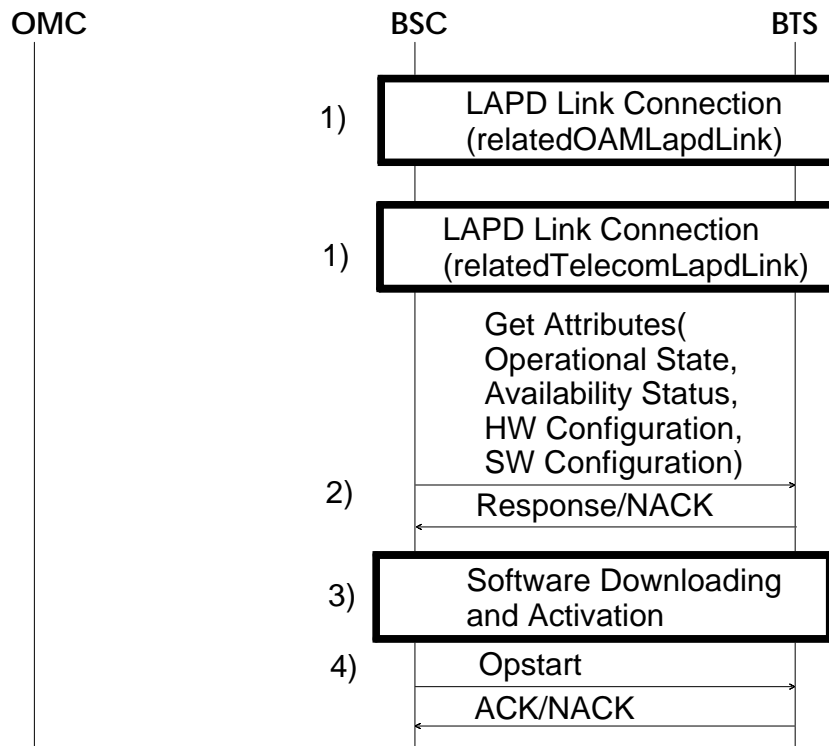 OMC BSC BTS
1) LAPD Link Connection
(relatedOAMLapdLink)
1) LAPD Link Connection
(relatedTelecomLapdLink)
Get Attributes(
Operational State,
Availability Status,
HW Configuration,
SW Configuration)
2) Response/NACK
3) Software Downloading
and Activation
4) Opstart
ACK/NACK